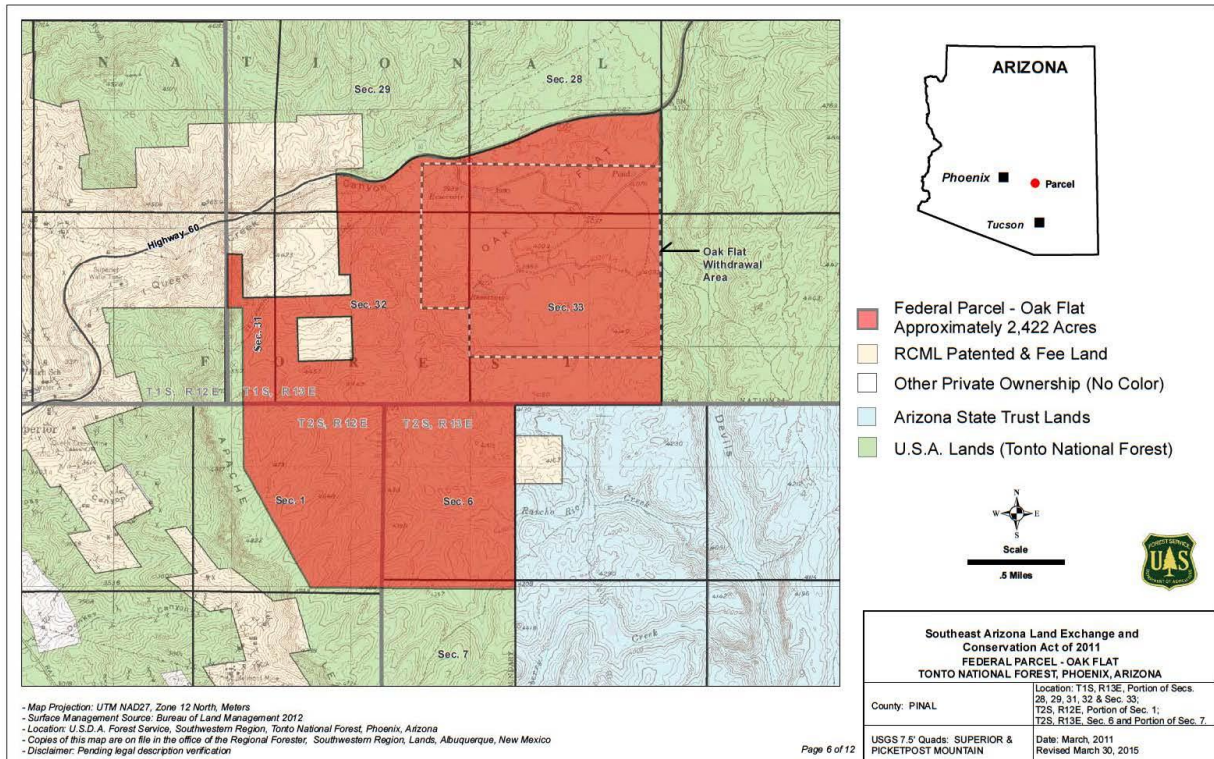 N A T I O N A L
Sec. 28
Sec. 29
Canyon
Highway 60
Creek
Queen
OAK FLAT
Oak Flat
Withdrawal
Area
Sec. 32
Sec. 33
Sec. 31
F O R E S T
T1S, R12E
T1S, R13E
T2S, R12E
T2S, R13E
APACHE
Devils
Sec. 1
Sec. 6
Rancho Rio
Creek
Creek
Canyon
Sec. 7
ARIZONA
Phoenix
Parcel
Tucson
Federal Parcel - Oak Flat
Approximately 2,422 Acres
RCML Patented & Fee Land
Other Private Ownership (No Color)
Arizona State Trust Lands
U.S.A. Lands (Tonto National Forest)
N
W E
S
Scale
.5 Miles
FOREST SERVICE
U S
DEPARTMENT OF AGRICULTURE
Southeast Arizona Land Exchange and
Conservation Act of 2011
FEDERAL PARCEL - OAK FLAT
TONTO NATIONAL FOREST, PHOENIX, ARIZONA
County: PINAL
Location: T1S, R13E, Portion of Secs.
28, 29, 31, 32 & Sec. 33;
T2S, R12E, Portion of Sec. 1;
T2S, R13E, Sec. 6 and Portion of Sec. 7.
USGS 7.5' Quads: SUPERIOR &
PICKETPOST MOUNTAIN
Date: March, 2011
Revised March 30, 2015
- Map Projection: UTM NAD27, Zone 12 North, Meters
- Surface Management Source: Bureau of Land Management 2012
- Location: U.S.D.A. Forest Service, Southwestern Region, Tonto National Forest, Phoenix, Arizona
- Copies of this map are on file in the office of the Regional Forester, Southwestern Region, Lands, Albuquerque, New Mexico
- Disclaimer: Pending legal description verification
Page 6 of 12